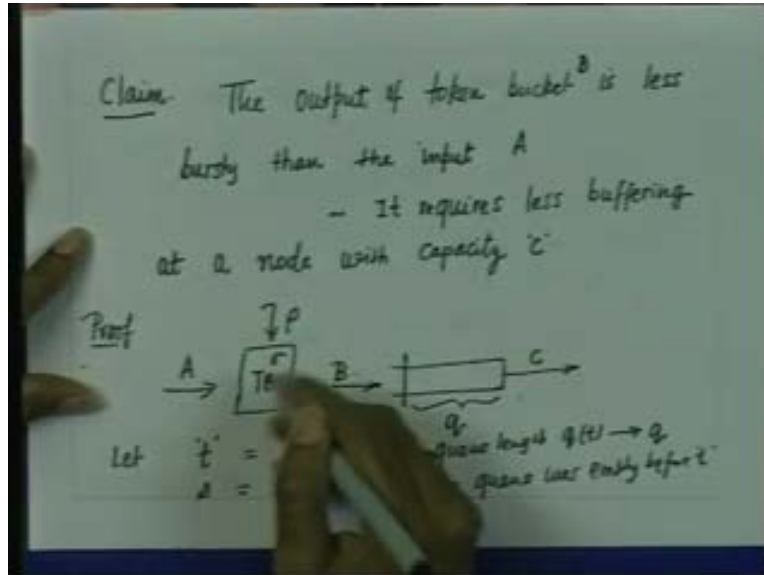 Claim The output of token bucket B is less
bursty than the input A
- It requires less buffering
at a node with capacity 'C'
Proof
ρ
A TB σ B C
q
Let 't' = queue length q(t) → q
s = queue was empty before 't'